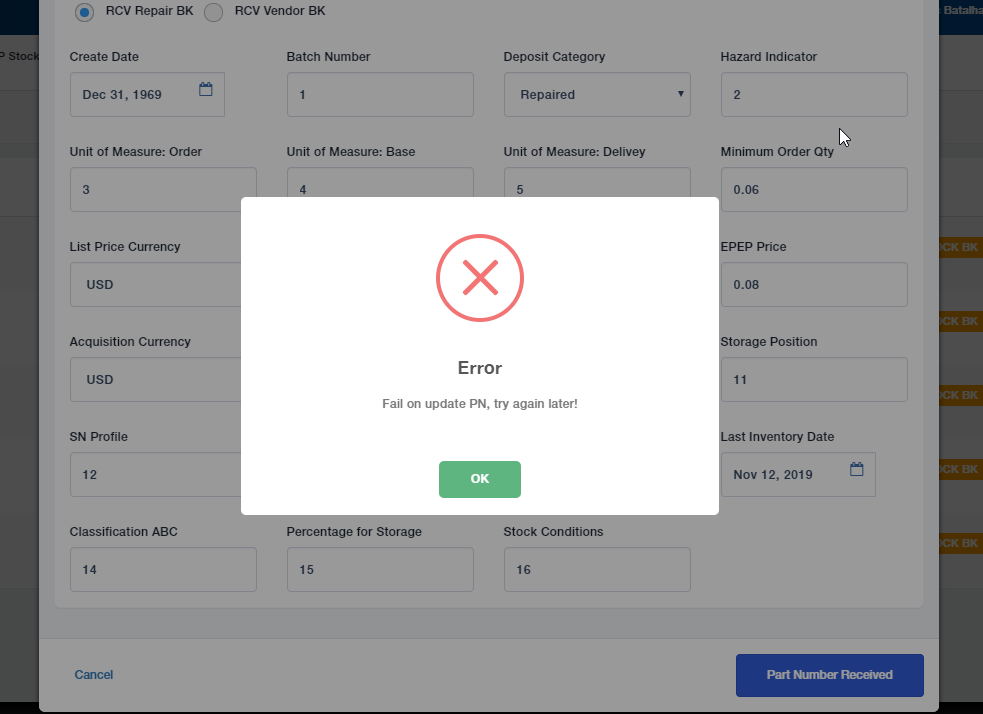 RCV Repair BK RCV Vendor BK
P Stock
Create Date Batch Number Deposit Category Hazard Indicator
Dec 31, 1969 1 Repaired 2
Unit of Measure: Order Unit of Measure: Base Unit of Measure: Delivey Minimum Order Qty
3 4 5 0.06
List Price Currency EPEP Price
USD 0.08
Acquisition Currency Storage Position
USD 11
SN Profile Last Inventory Date
12 Nov 12, 2019
Error
Fail on update PN, try again later!
OK
Classification ABC Percentage for Storage Stock Conditions
14 15 16
Cancel Part Number Received
OCK BK
OCK BK
OCK BK
OCK BK
OCK BK